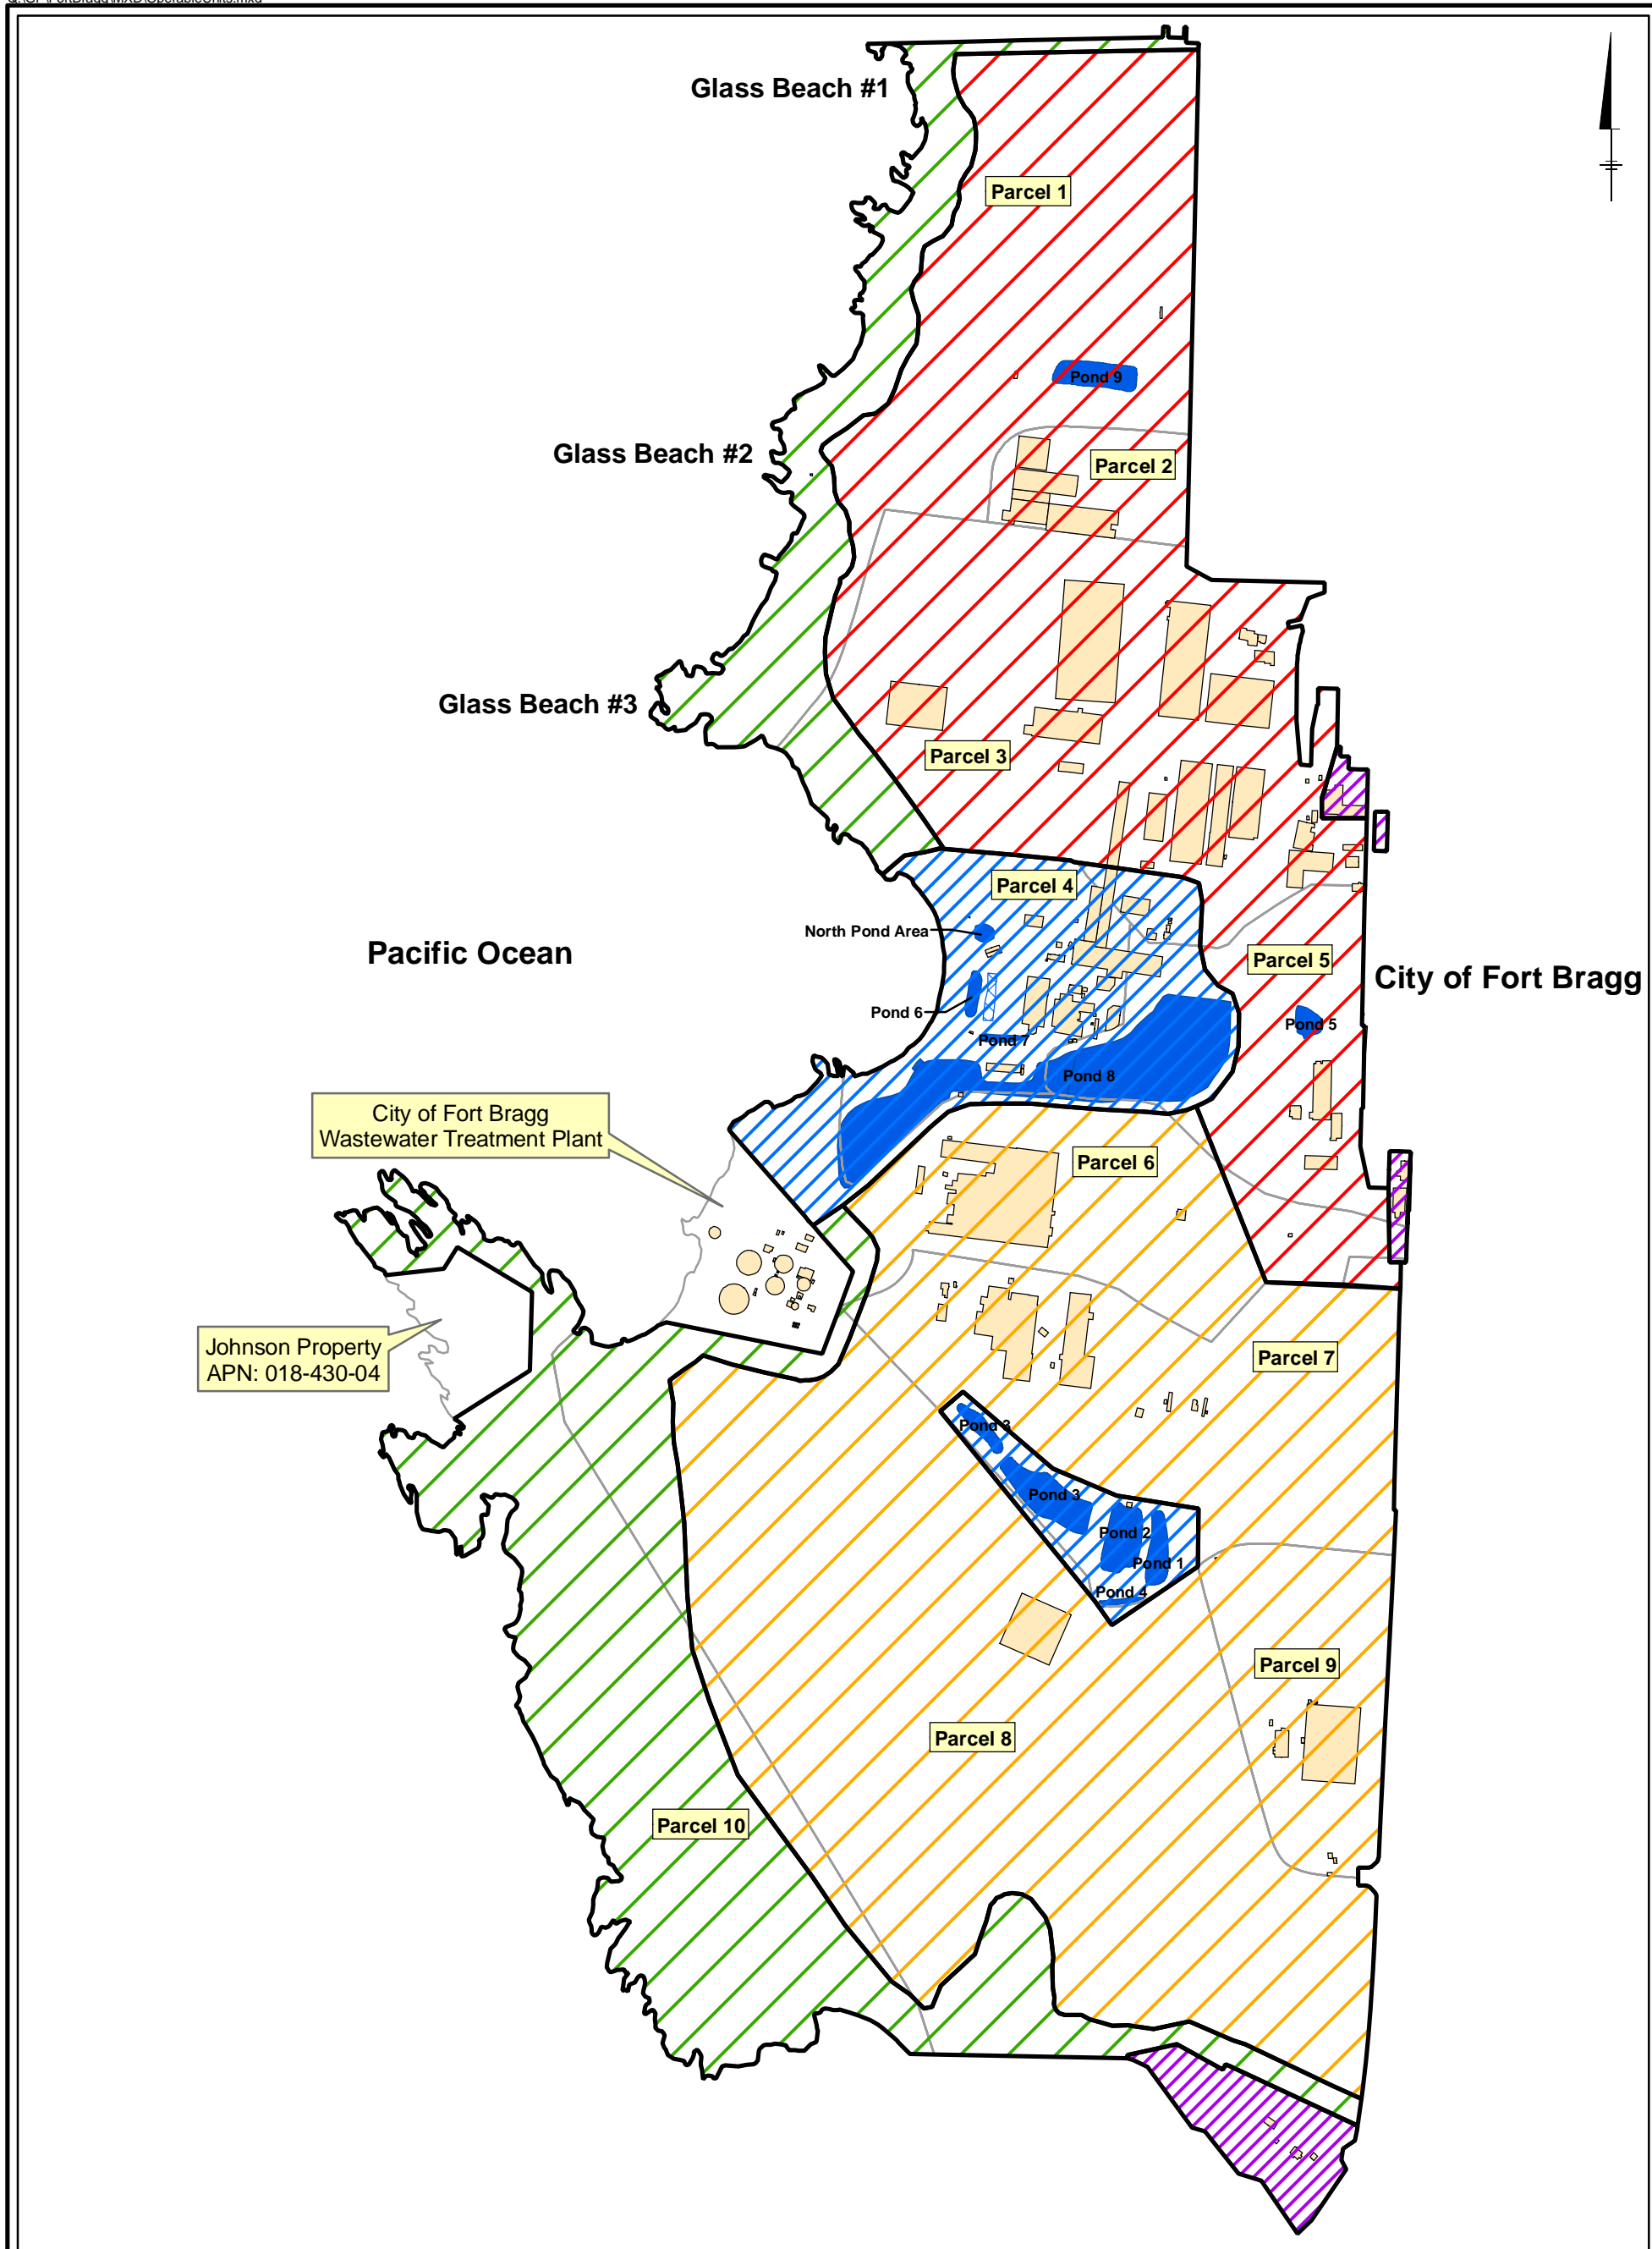 Glass Beach #1
Parcel 1
Pond 9
Glass Beach #2
Parcel 2
Glass Beach #3
Parcel 3
Parcel 4
North Pond Area
Pacific Ocean
Parcel 5
City of Fort Bragg
Pond 6
Pond 5
Pond 7
Pond 8
City of Fort Bragg
Wastewater Treatment Plant
Parcel 6
Johnson Property
APN: 018-430-04
Parcel 7
Pond 3
Pond 3
Pond 2
Pond 1
Pond 4
Parcel 9
Parcel 8
Parcel 10